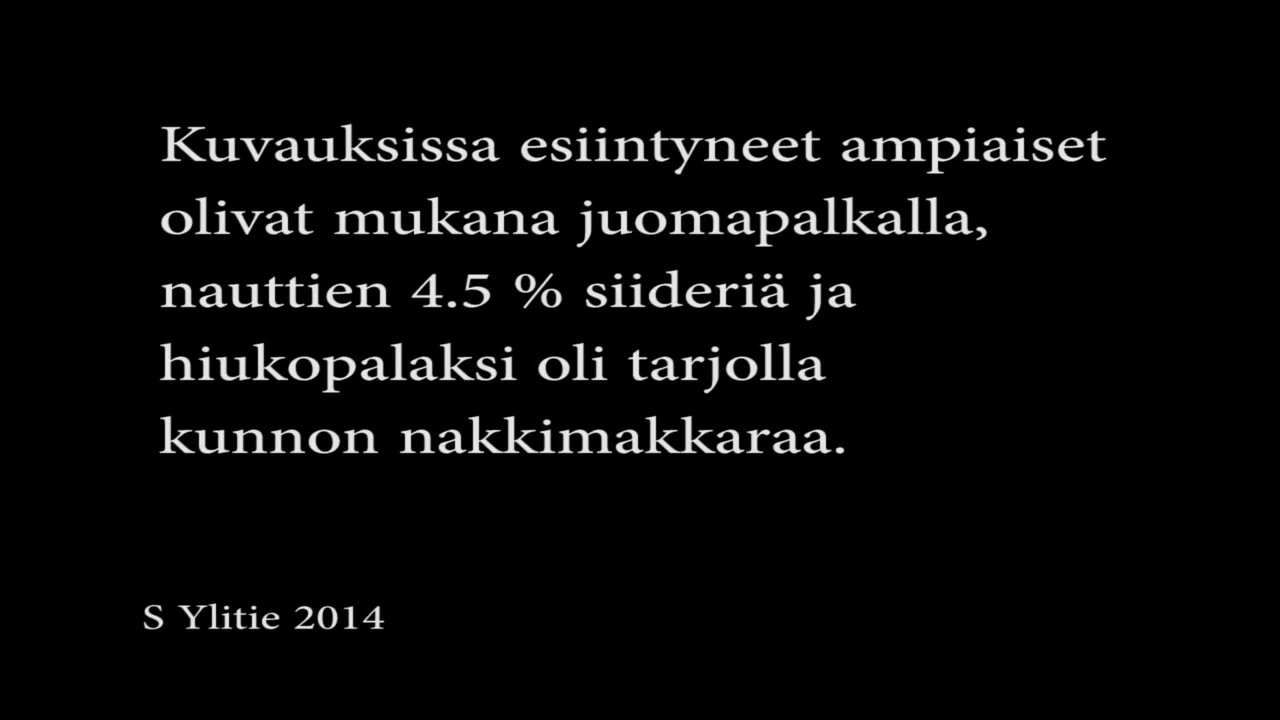 Kuvauksissa esiintyneet ampiaiset
olivat mukana juomapalkalla,
nauttien 4.5 % siideriä ja
hiukopalaksi oli tarjolla
kunnon nakkimakkaraa.
S Ylitie 2014